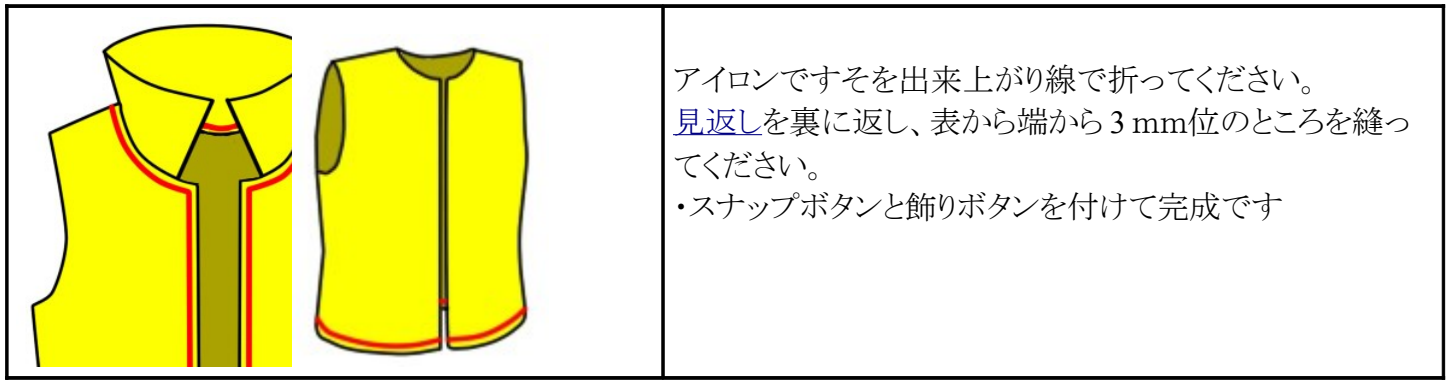 アイロンですそを出来上がり線で折ってください。
見返しを裏に返し、表から端から３mm位のところを縫っ
てください。
・スナップボタンと飾りボタンを付けて完成です